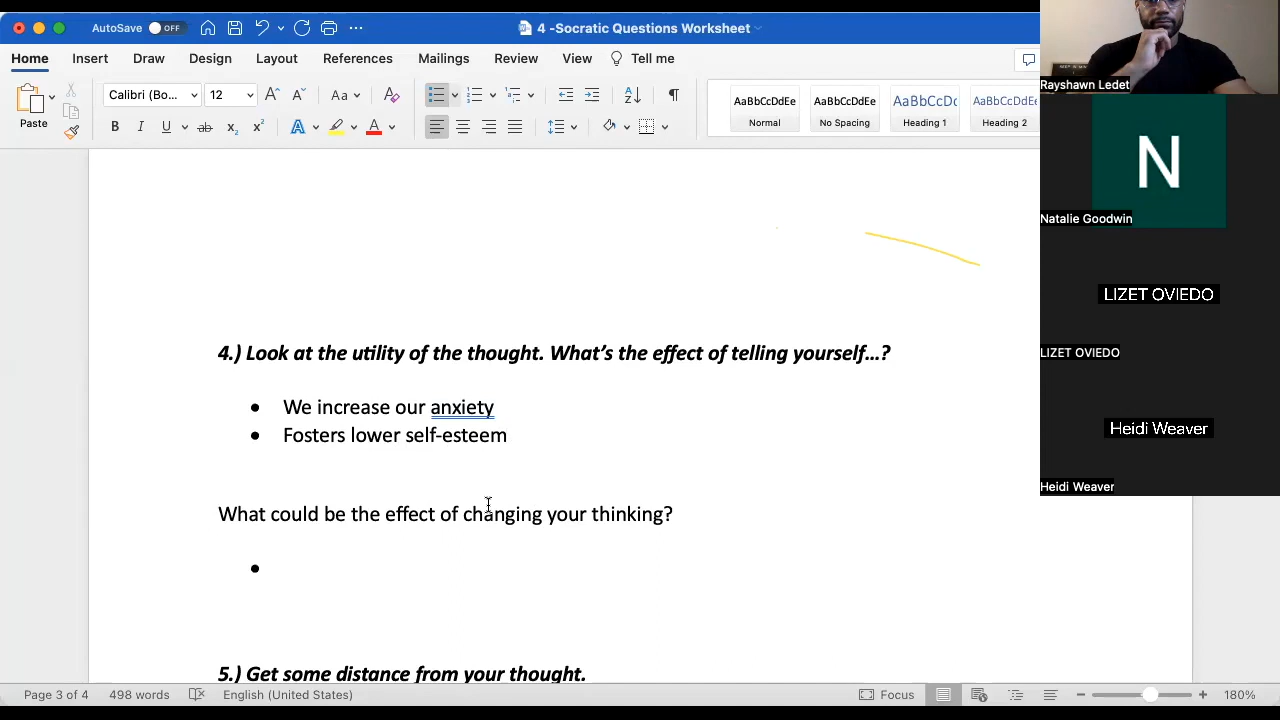 AutoSave OFF
4 -Socratic Questions Worksheet
Home Insert Draw Design Layout References Mailings Review View Tell me
Paste
Calibri (Bo... 12
AaBbCcDdEe AaBbCcDdEe AaBbCcDc AaBbCcDdEe
Normal No Spacing Heading 1 Heading 2
Rayshawn Ledet
N
Natalie Goodwin
LIZET OVIEDO
LIZET OVIEDO
Heidi Weaver
Heidi Weaver
4.) Look at the utility of the thought. What's the effect of telling yourself...?
• We increase our anxiety
• Fosters lower self-esteem
What could be the effect of changing your thinking?
•
5.) Get some distance from your thought.
Page 3 of 4 498 words English (United States) Focus 180%